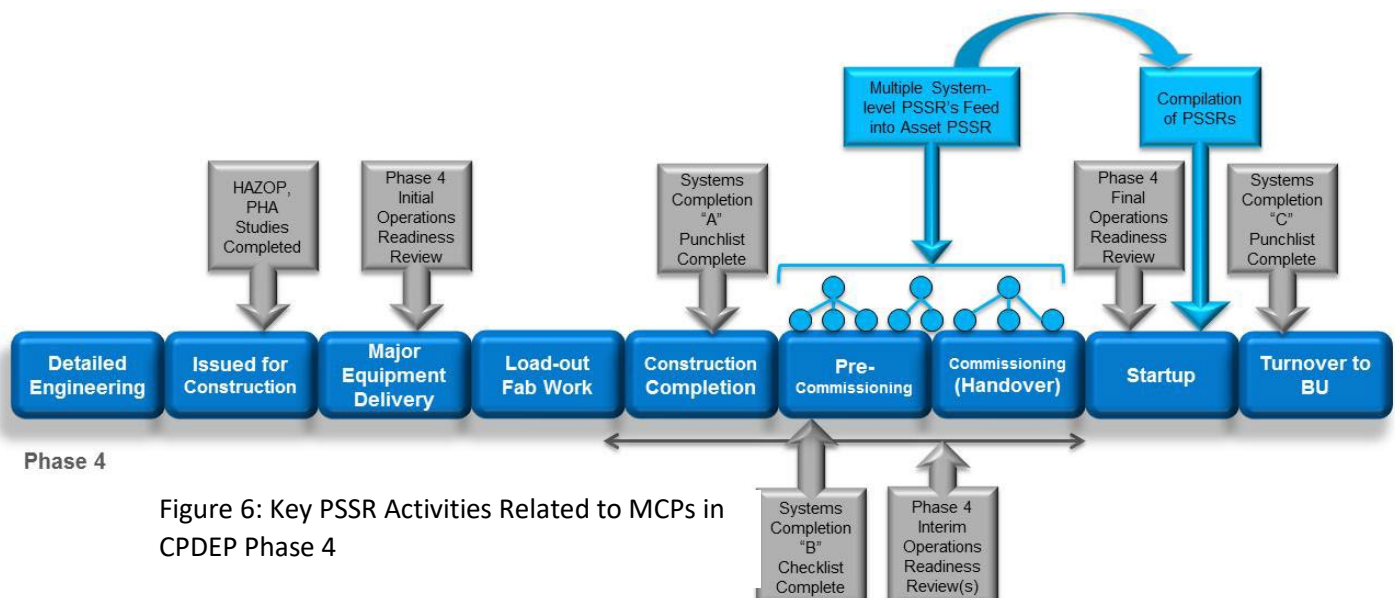 Multiple System-
level PSSR's Feed
into Asset PSSR
Compilation
of PSSRs
HAZOP,
PHA
Studies
Completed
Phase 4
Initial
Operations
Readiness
Review
Systems
Completion
"A"
Punchlist
Complete
Phase 4
Final
Operations
Readiness
Review
Systems
Completion
"C"
Punchlist
Complete
Detailed
Engineering
Issued for
Construction
Major
Equipment
Delivery
Load-out
Fab Work
Construction
Completion
Pre-
Commissioning
Commissioning
(Handover)
Startup
Turnover to
BU
Phase 4
Systems
Completion
"B"
Checklist
Complete
Phase 4
Interim
Operations
Readiness
Review(s)
Figure 6: Key PSSR Activities Related to MCPs in
CPDEP Phase 4